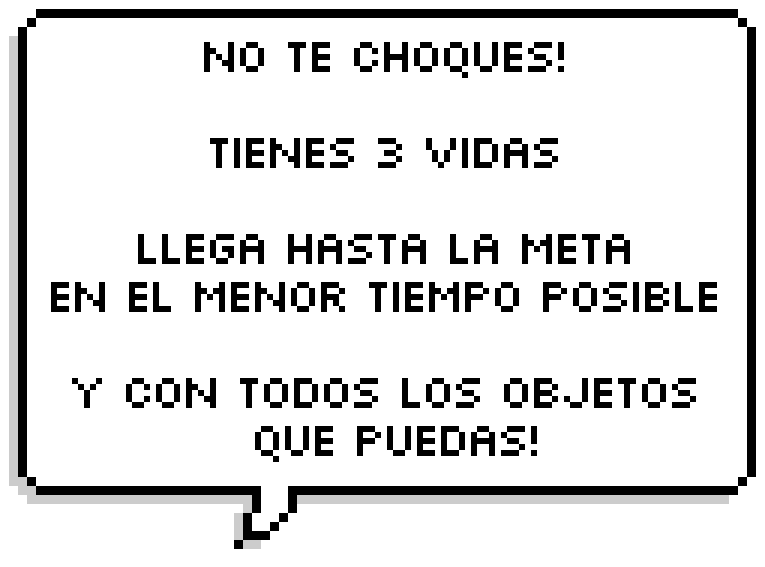 NO TE CHOQUES!
TIENES 3 VIDAS
LLEGA HASTA LA META
EN EL MENOR TIEMPO POSIBLE
Y CON TODOS LOS OBJETOS
QUE PUEDAS!